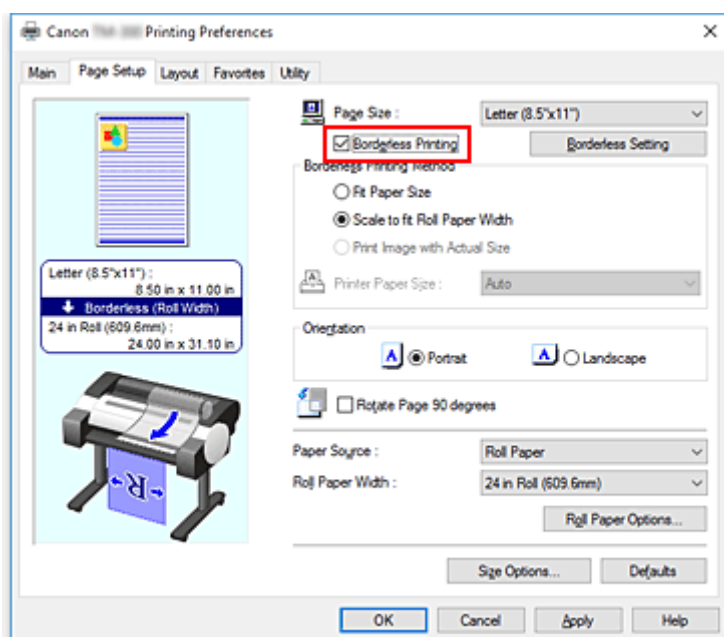 Canon Printing Preferences
Main Page Setup Layout Favorites Utility
Page Size : Letter (8.5"x11")
Borderless Printing Borderless Setting
Borderless Printing Method
Fit Paper Size
Scale to fit Roll Paper Width
Print Image with Actual Size
Printer Paper Size : Auto
Letter (8.5"x11") :
8.50 in x 11.00 in
Borderless (Roll Width)
24 in Roll (609.6mm) :
24.00 in x 31.10 in
Orientation
A Portrait A Landscape
Rotate Page 90 degrees
R
Paper Source : Roll Paper
Roll Paper Width : 24 in Roll (609.6mm)
Roll Paper Options...
Size Options... Defaults
OK Cancel Apply Help